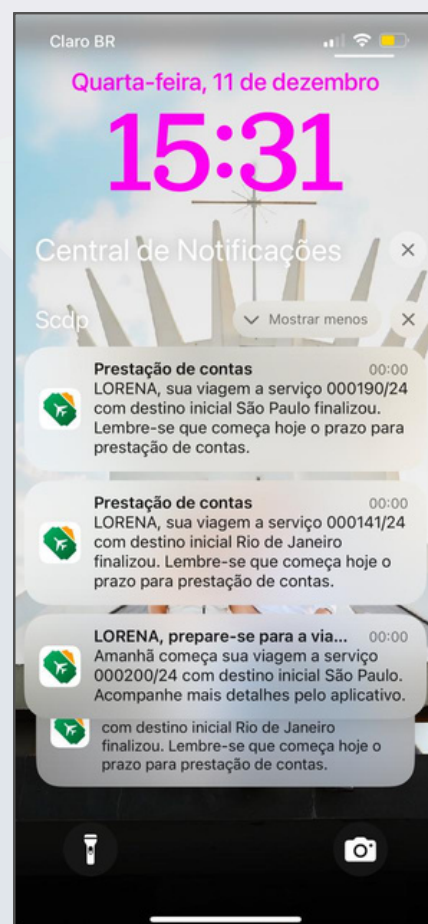 Claro BR
Quarta-feira, 11 de dezembro
15:31
Central de Notificações
Scdp
Mostrar menos
Prestação de contas 00:00
LORENA, sua viagem a serviço 000190/24
com destino inicial São Paulo finalizou.
Lembre-se que começa hoje o prazo para
prestação de contas.
Prestação de contas 00:00
LORENA, sua viagem a serviço 000141/24
com destino inicial Rio de Janeiro
finalizou. Lembre-se que começa hoje o
prazo para prestação de contas.
LORENA, prepare-se para a via... 00:00
Amanhã começa sua viagem a serviço
000200/24 com destino inicial São Paulo.
Acompanhe mais detalhes pelo aplicativo.
com destino inicial Rio de Janeiro
finalizou. Lembre-se que começa hoje o
prazo para prestação de contas.